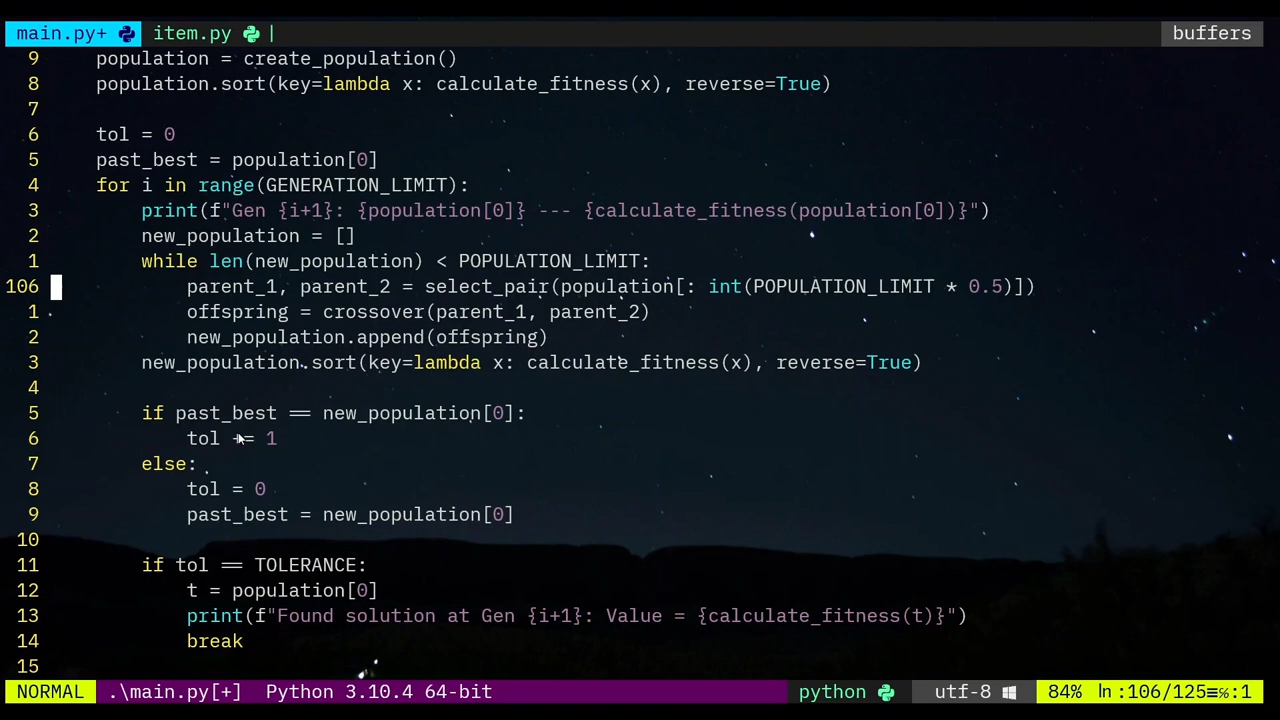 main.py+ item.py | buffers
9 population = create_population()
8 population.sort(key=lambda x: calculate_fitness(x), reverse=True)
7
6 tol = 0
5 past_best = population[0]
4 for i in range(GENERATION_LIMIT):
3 print(f"Gen {i+1}: {population[0]} --- {calculate_fitness(population[0])}")
2 new_population = []
1 while len(new_population) < POPULATION_LIMIT:
106 parent_1, parent_2 = select_pair(population[: int(POPULATION_LIMIT * 0.5)])
1 offspring = crossover(parent_1, parent_2)
2 new_population.append(offspring)
3 new_population.sort(key=lambda x: calculate_fitness(x), reverse=True)
4
5 if past_best == new_population[0]:
6 tol += 1
7 else:
8 tol = 0
9 past_best = new_population[0]
10
11 if tol == TOLERANCE:
12 t = population[0]
13 print(f"Found solution at Gen {i+1}: Value = {calculate_fitness(t)}")
14 break
15
NORMAL .\main.py[+] Python 3.10.4 64-bit python utf-8 84% ln :106/125≡%:1